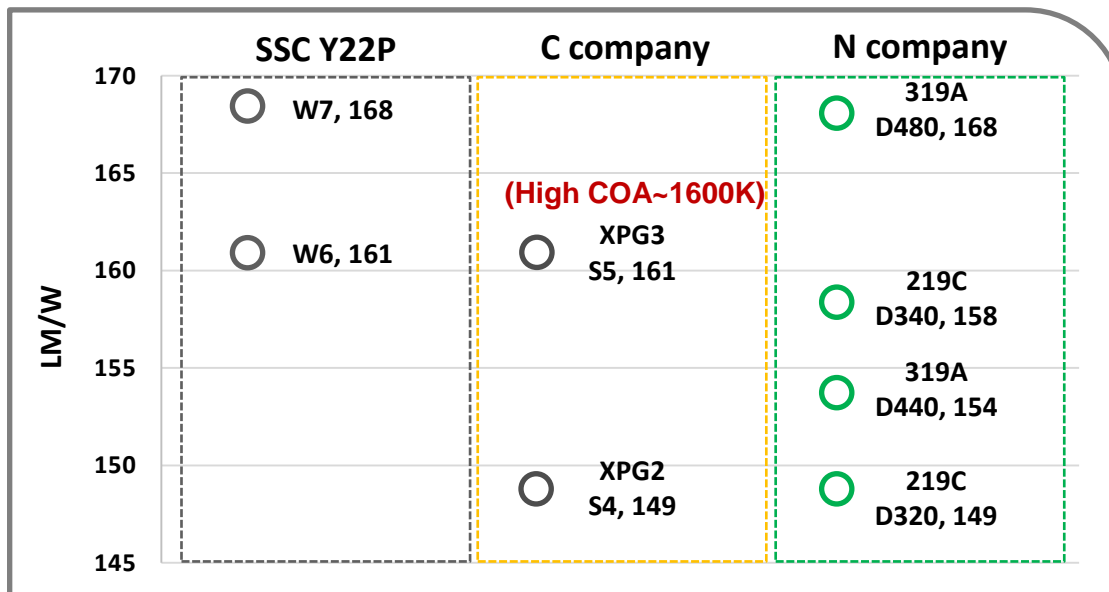 SSC Y22P
C company
N company
LM/W
170
165
160
155
150
145
W7, 168
W6, 161
(High COA~1600K)
XPG3
S5, 161
XPG2
S4, 149
319A
D480, 168
219C
D340, 158
319A
D440, 154
219C
D320, 149